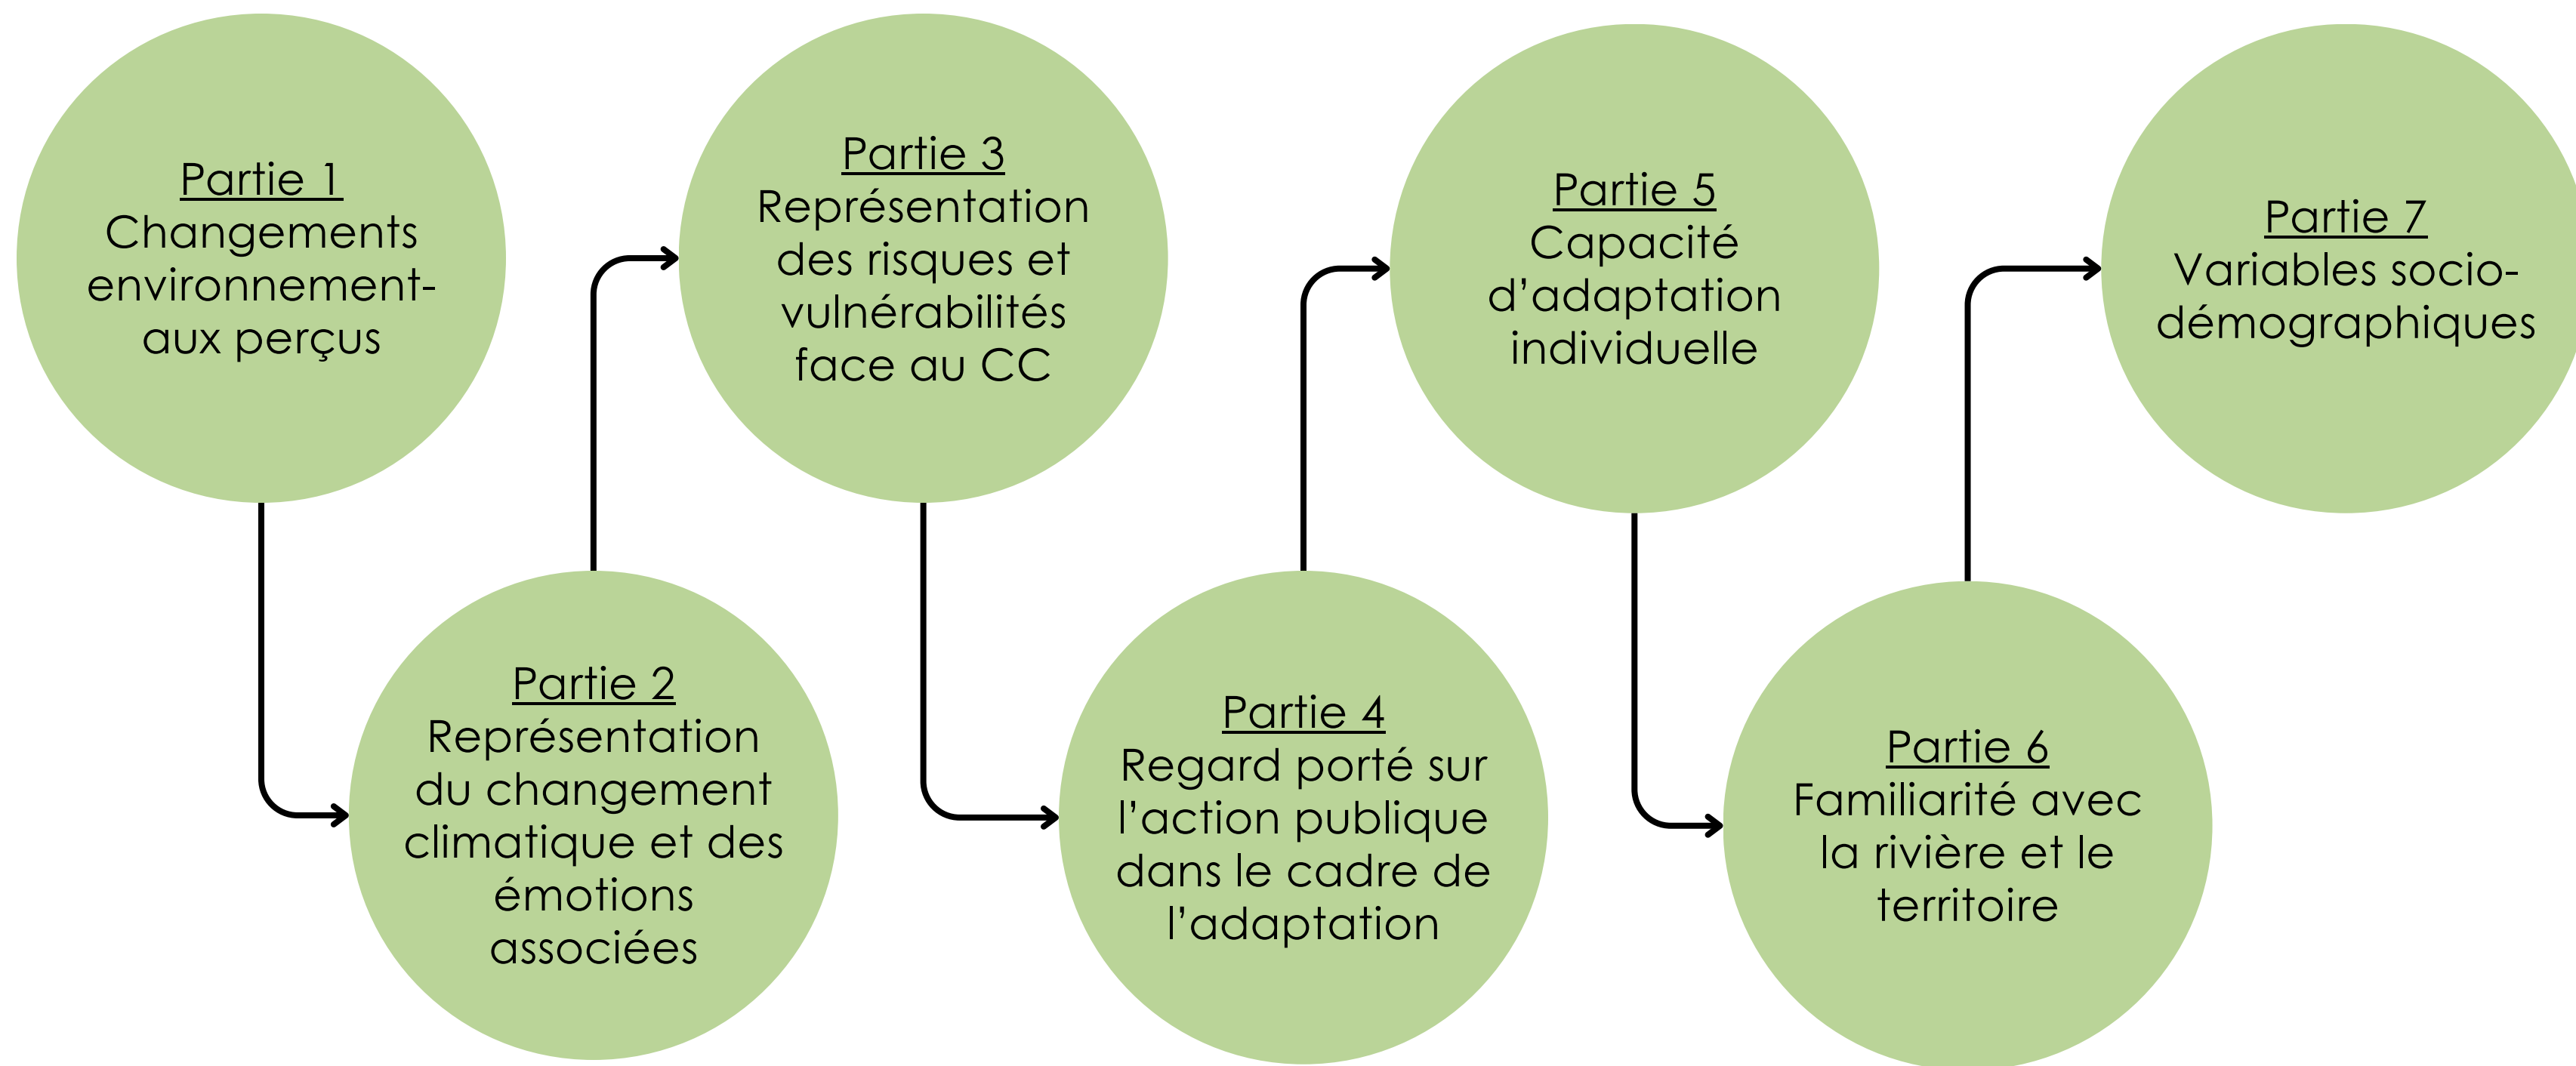 Partie 1
Changements
environnement-
aux perçus
Partie 2
Représentation
du changement
climatique et des
émotions
associées
Partie 3
Représentation
des risques et
vulnérabilités
face au CC
Partie 4
Regard porté sur
l’action publique
dans le cadre de
l’adaptation
Partie 5
Capacité
d’adaptation
individuelle
Partie 6
Familiarité avec
la rivière et le
territoire
Partie 7
Variables socio-
démographiques